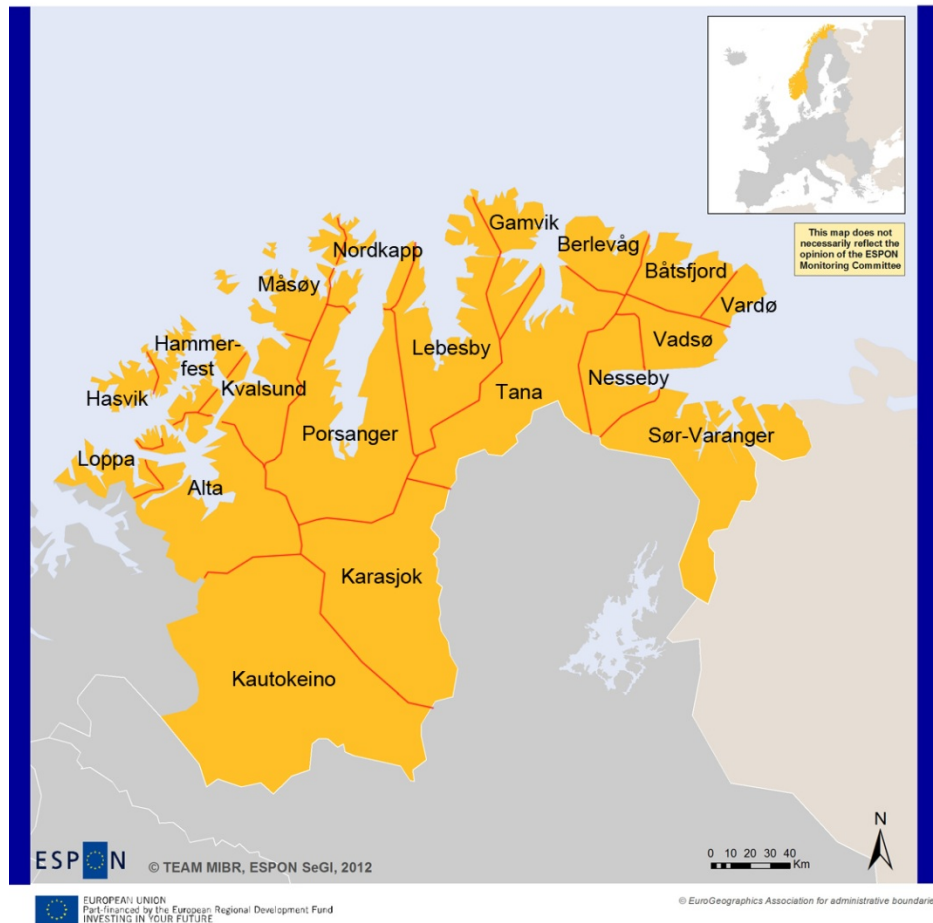 This map does not
necessarily reflect the
opinion of the ESPON
Monitoring Committee
Gamvik
Nordkapp
Berlevåg
Båtsfjord
Måsøy
Vardø
Hammer-
fest
Lebesby
Vadsø
Kvalsund
Nesseby
Hasvik
Tana
Porsanger
Sør-Varanger
Loppa
Alta
Karasjok
Kautokeino
N
0 10 20 30 40
Km
ESPON
© TEAM MIBR, ESPON SeGI, 2012
EUROPEAN UNION
Part-financed by the European Regional Development Fund
INVESTING IN YOUR FUTURE
© EuroGeographics Association for administrative boundarie